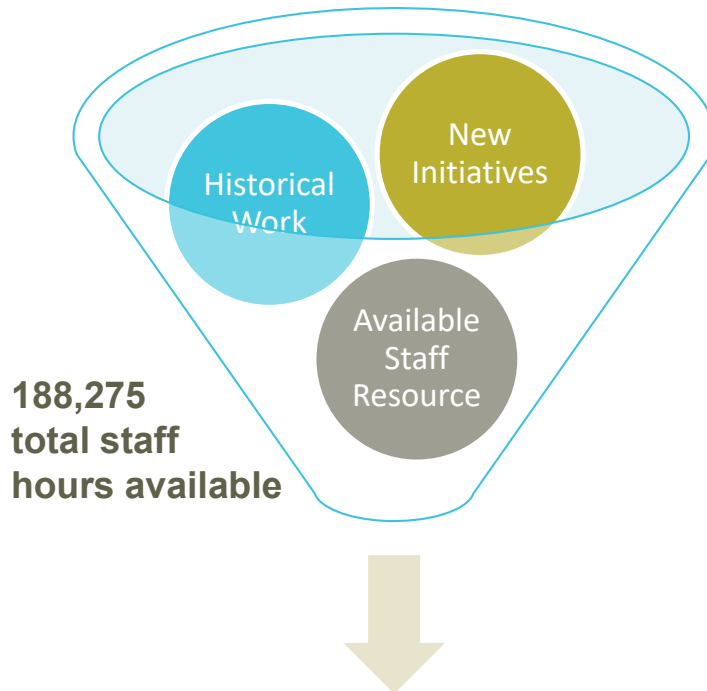 New
Initiatives
Historical
Work
Available
Staff
Resource
188,275
total staff
hours available